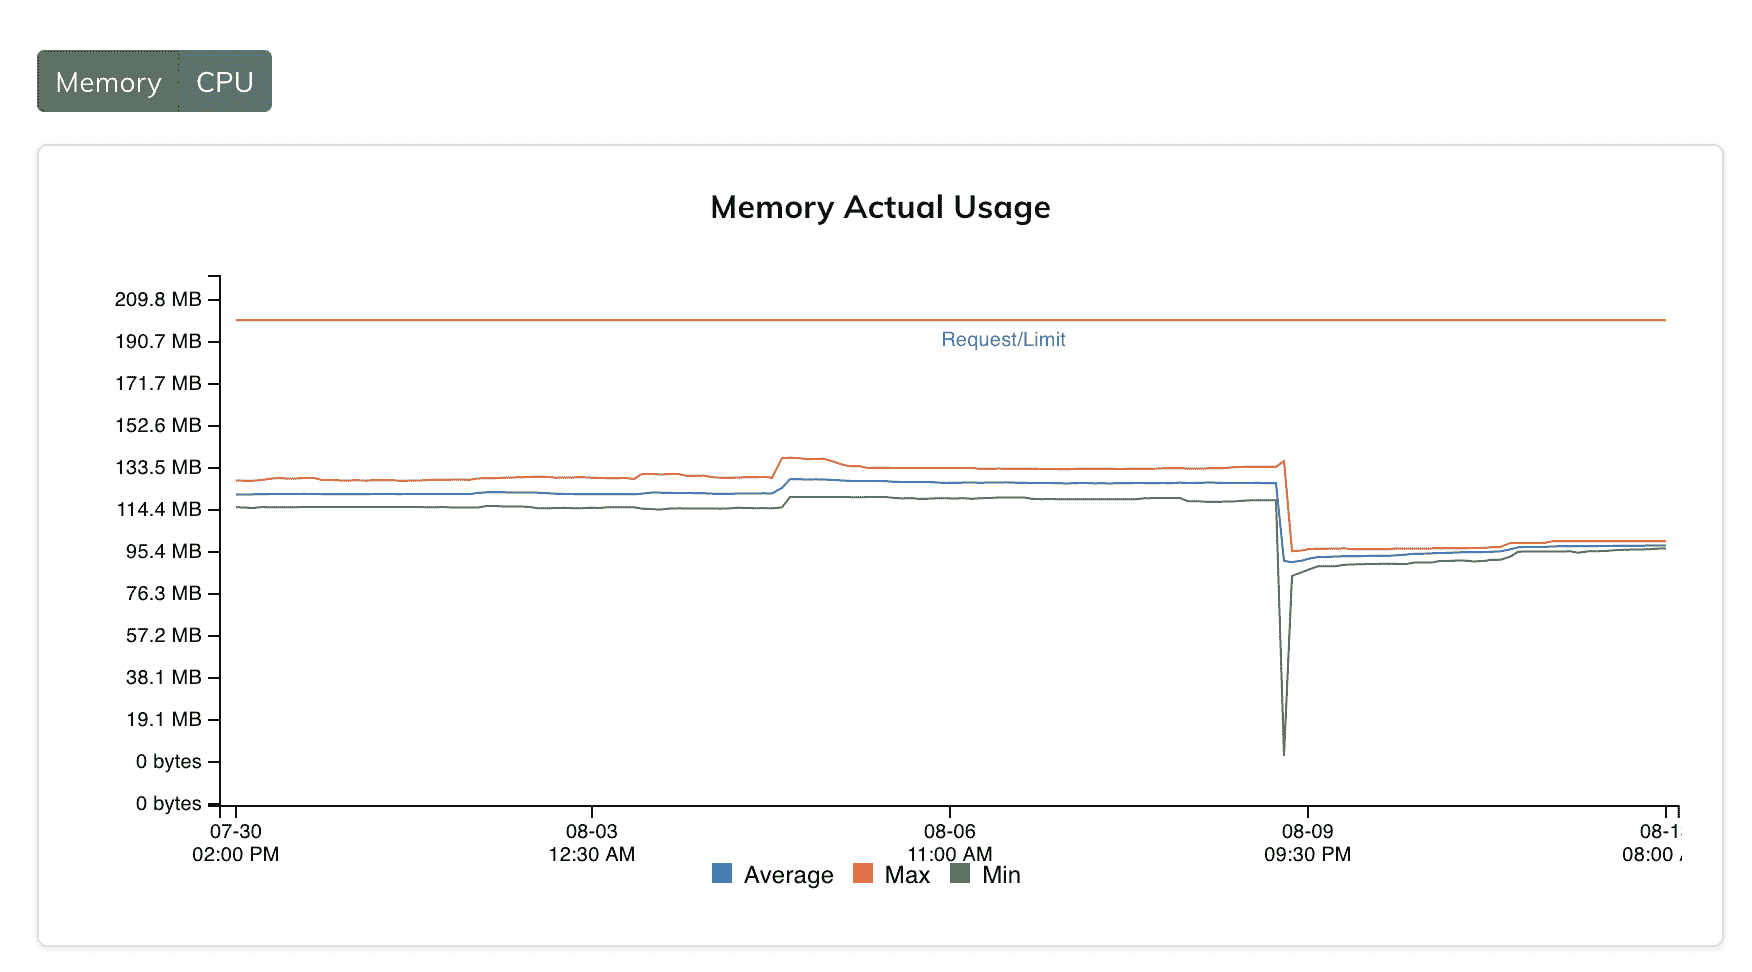 Memory CPU
Memory Actual Usage
209.8 MB
190.7 MB
171.7 MB
152.6 MB
133.5 MB
114.4 MB
95.4 MB
76.3 MB
57.2 MB
38.1 MB
19.1 MB
0 bytes
0 bytes
Request/Limit
07-30 08-03 08-06 08-09
02:00 PM 12:30 AM 11:00 AM 09:30 PM 08:00
Average Max Min